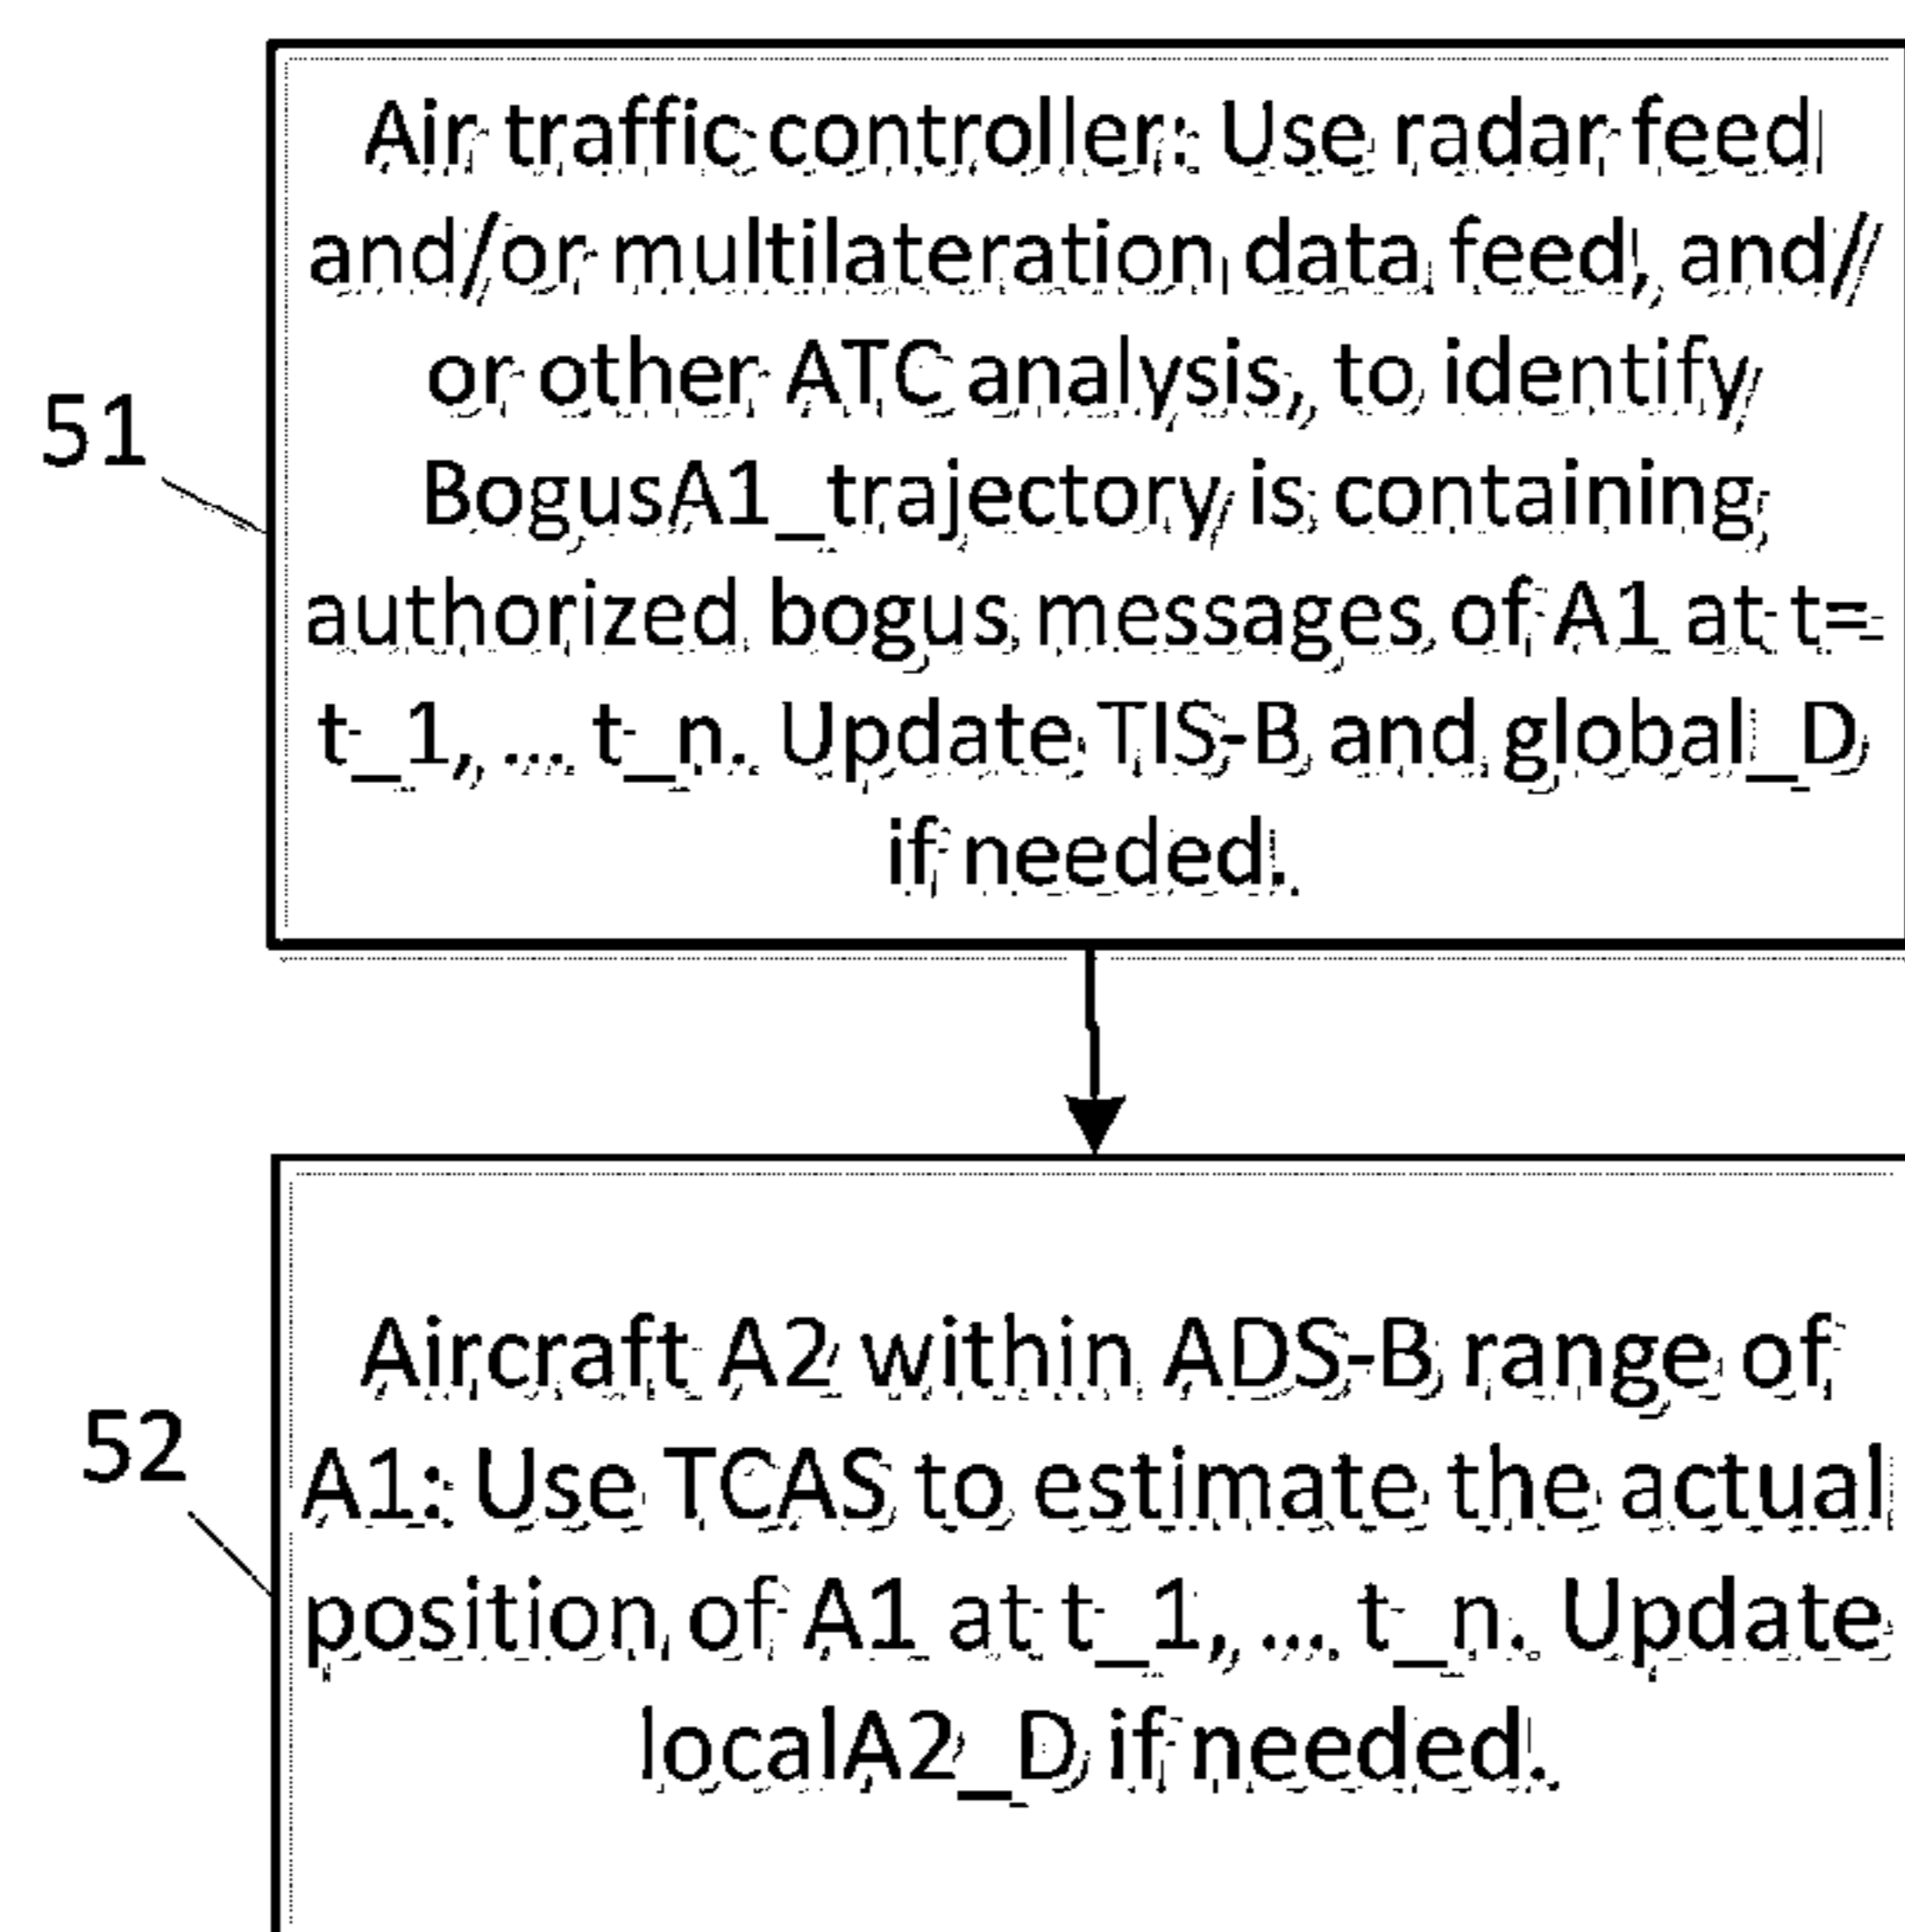 Air traffic controller: Use radar feed
and/or multilateration data feed, and/
or other ATC analysis, to identify
BogusA1_trajectory is containing
authorized bogus messages of A1 at t=
t_1, ... t_n. Update TIS-B and global_D
if needed.
51
Aircraft A2 within ADS-B range of
A1: Use TCAS to estimate the actual
position of A1 at t_1, ... t_n. Update
localA2_D if needed.
52